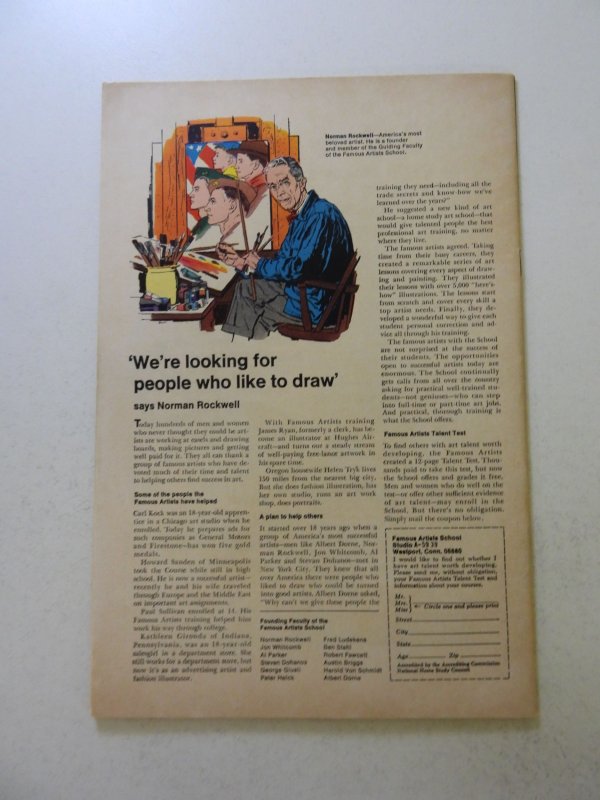 Norman Rockwell—America's most
beloved artist. He is a founder
and member of the Guiding Faculty
of the Famous Artists School.
'We're looking for
people who like to draw'
says Norman Rockwell
Today hundreds of men and women
who never thought they could be art-
ists are working at easels and drawing
boards, making pictures and getting
well paid for it. They all can thank a
group of famous artists who have de-
voted much of their time and talent
to helping others find success in art.
Some of the people the
Famous Artists have helped
Carl Kock was an 18-year-old appren-
tice in a Chicago art studio when he
enrolled. Today he prepares ads for
such companies as General Motors
and Firestone—has won five gold
medals.
Howard Sanden of Minneapolis
took the Course while still in high
school. He is now a successful artist—
recently he and his wife traveled
through Europe and the Middle East
on important art assignments.
Paul Sullivan enrolled at 14. His
Famous Artists training helped him
work his way through college.
Kathleen Gironda of Indiana,
Pennsylvania, was an 18-year-old
salesgirl in a department store. She
still works for a department store, but
now it's as an advertising artist and
fashion illustrator.
With Famous Artists training
James Ryan, formerly a clerk, has be-
come an illustrator at Hughes Air-
craft—and turns out a steady stream
of well-paying free-lance artwork in
his spare time.
Oregon housewife Helen Tryk lives
150 miles from the nearest big city.
But she does fashion illustration, has
her own studio, runs an art work
shop, does portraits.
A plan to help others
It started over 18 years ago when a
group of America's most successful
artists—men like Albert Dorne, Nor-
man Rockwell, Jon Whitcomb, Al
Parker and Stevan Dohanos—met in
New York City. They knew that all
over America there were people who
liked to draw who could be turned
into good artists. Albert Dorne asked,
"Why can't we give these people the
Founding Faculty of the
Famous Artists School
Norman Rockwell
Jon Whitcomb
Al Parker
Stevan Dohanos
George Giusti
Peter Helck
Fred Ludekens
Ben Stahl
Robert Fawcett
Austin Briggs
Harold Von Schmidt
Albert Dorne
training they need—including all the
trade secrets and know-how we've
learned over the years?"
He suggested a new kind of art
school—a home study art school—that
would give talented people the best
professional art training, no matter
where they live.
The famous artists agreed. Taking
time from their busy careers, they
created a remarkable series of art
lessons covering every aspect of draw-
ing and painting. They illustrated
their lessons with over 5,000 "here's-
how" illustrations. The lessons start
from scratch and cover every skill a
top artist needs. Finally, they de-
veloped a wonderful way to give each
student personal correction and ad-
vice all through his training.
The famous artists with the School
are not surprised at the success of
their students. The opportunities
open to successful artists today are
enormous. The School continually
gets calls from all over the country
asking for practical well-trained stu-
dents—not geniuses—who can step
into full-time or part-time art jobs.
And practical, thorough training is
what the School offers.
Famous Artists Talent Test
To find others with art talent worth
developing, the Famous Artists
created a 12-page Talent Test. Thou-
sands paid to take this test, but now
the School offers and grades it free.
Men and women who do well on the
test—or offer other sufficient evidence
of art talent—may enroll in the
School. But there's no obligation.
Simply mail the coupon below.
Famous Artists School
Westport, Conn. 06880
I would like to find out whether I
have art talent worth developing.
Please send me, without obligation,
your Famous Artists Talent Test and
information about your courses.
Mr.
Mrs.
Miss
Circle one and please print
Street
City
State
Age Zip
Accredited by the Accrediting Commission
National Home Study Council